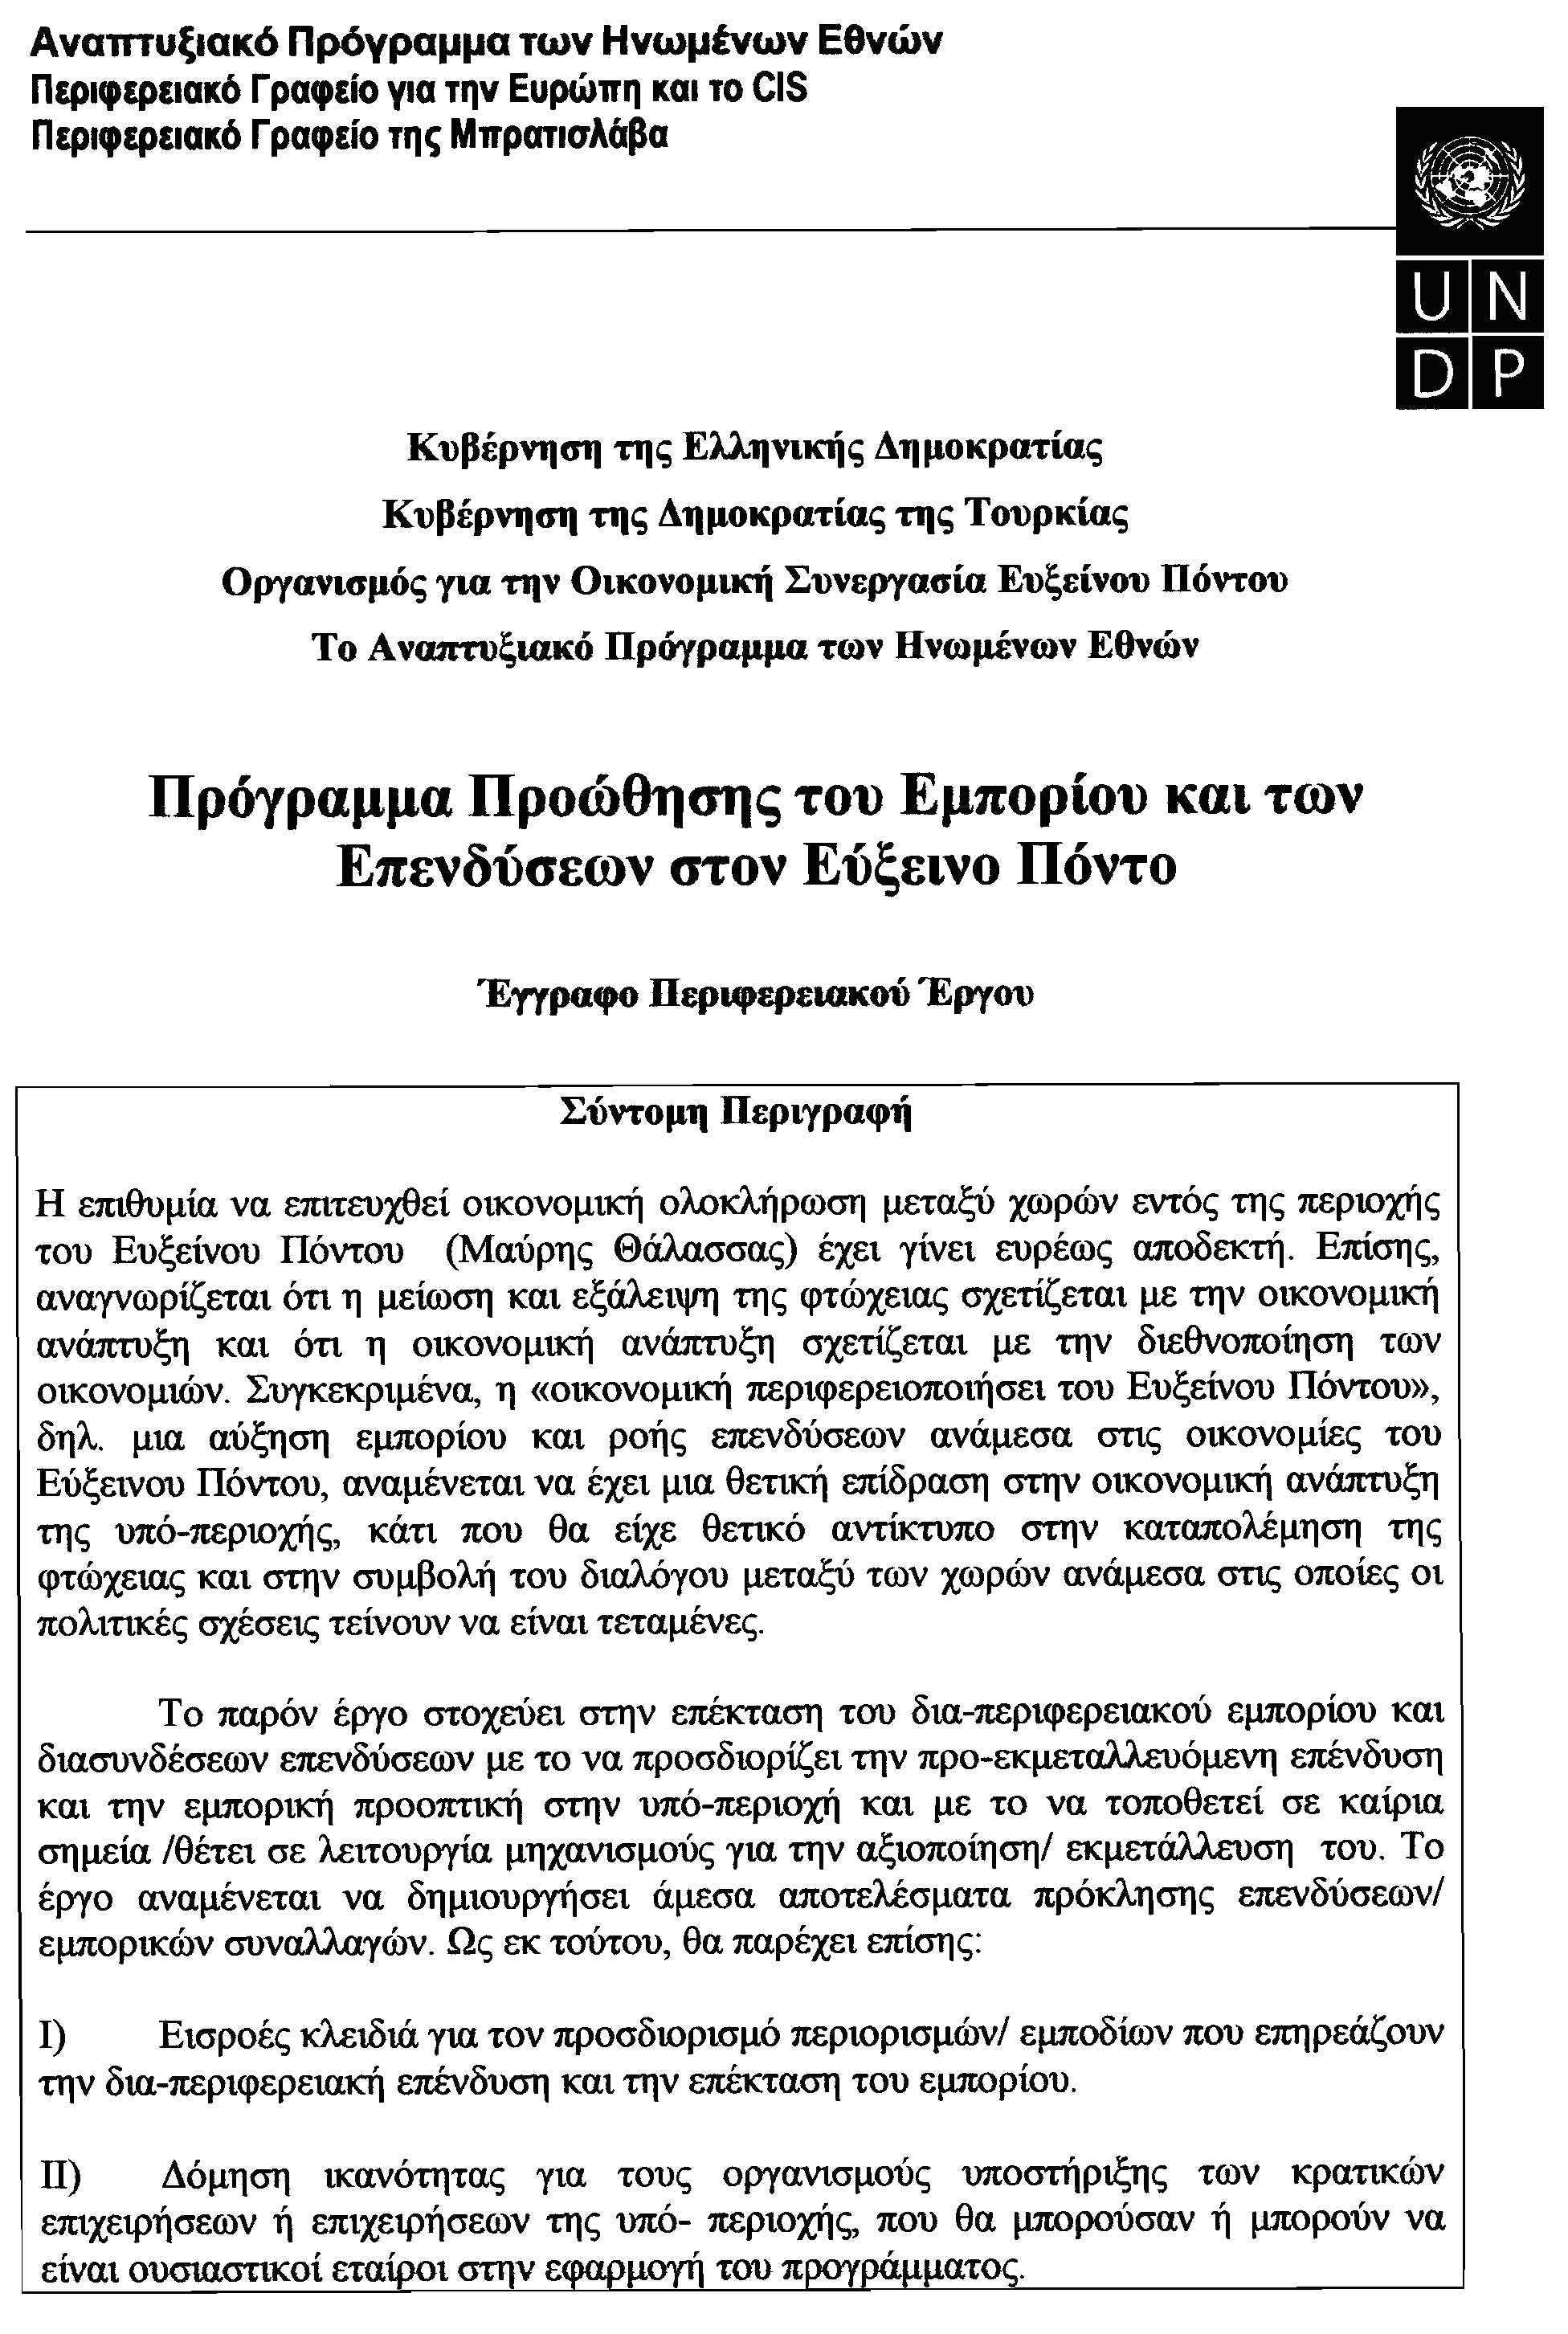 Αναπτυξιακό Πρόγραμμα των Ηνωμένων Εθνών
Περιφερειακό Γραφείο για την Ευρώπη και το CIS
Περιφερειακό Γραφείο της Μπρατισλάβα
U N
D P
Κυβέρνηση της Ελληνικής Δημοκρατίας
Κυβέρνηση της Δημοκρατίας της Τουρκίας
Οργανισμός για την Οικονομική Συνεργασία Ευξείνου Πόντου
Το Αναπτυξιακό Πρόγραμμα των Ηνωμένων Εθνών
Πρόγραμμα Προώθησης του Εμπορίου και των
Επενδύσεων στον Εύξεινο Πόντο
Έγγραφο Περιφερειακού Έργου
Σύντομη Περιγραφή
Η επιθυμία να επιτευχθεί οικονομική ολοκλήρωση μεταξύ χωρών εντός της περιοχής
του Ευξείνου Πόντου (Μαύρης Θάλασσας) έχει γίνει ευρέως αποδεκτή. Επίσης,
αναγνωρίζεται ότι η μείωση και εξάλειψη της φτώχειας σχετίζεται με την οικονομική
ανάπτυξη και ότι η οικονομική ανάπτυξη σχετίζεται με την διεθνοποίηση των
οικονομιών. Συγκεκριμένα, η «οικονομική περιφερειοποιήσει του Ευξείνου Πόντου»,
δηλ. μια αύξηση εμπορίου και ροής επενδύσεων ανάμεσα στις οικονομίες του
Εύξεινου Πόντου, αναμένεται να έχει μια θετική επίδραση στην οικονομική ανάπτυξη
της υπό-περιοχής, κάτι που θα είχε θετικό αντίκτυπο στην καταπολέμηση της
φτώχειας και στην συμβολή του διαλόγου μεταξύ των χωρών ανάμεσα στις οποίες οι
πολιτικές σχέσεις τείνουν να είναι τεταμένες.
Το παρόν έργο στοχεύει στην επέκταση του δια-περιφερειακού εμπορίου και
διασυνδέσεων επενδύσεων με το να προσδιορίζει την προ-εκμεταλλευόμενη επένδυση
και την εμπορική προοπτική στην υπό-περιοχή και με το να τοποθετεί σε καίρια
σημεία /θέτει σε λειτουργία μηχανισμούς για την αξιοποίηση/ εκμετάλλευση του. Το
έργο αναμένεται να δημιουργήσει άμεσα αποτελέσματα πρόκλησης επενδύσεων/
εμπορικών συναλλαγών. Ως εκ τούτου, θα παρέχει επίσης:
Ι) Εισροές κλειδιά για τον προσδιορισμό περιορισμών/ εμποδίων που επηρεάζουν
την δια-περιφερειακή επένδυση και την επέκταση του εμπορίου.
ΙΙ) Δόμηση ικανότητας για τους οργανισμούς υποστήριξης των κρατικών
επιχειρήσεων ή επιχειρήσεων της υπό- περιοχής, που θα μπορούσαν ή μπορούν να
είναι ουσιαστικοί εταίροι στην εφαρμογή του προγράμματος.